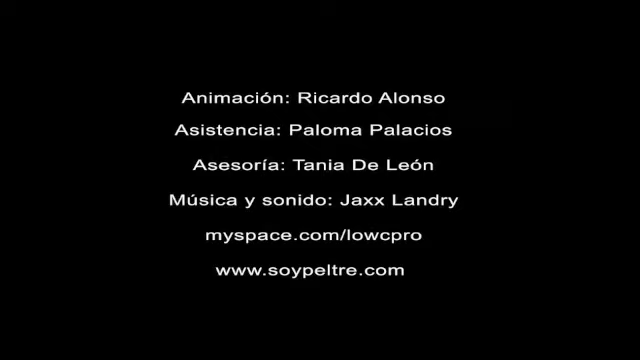 Animación: Ricardo Alonso
Asistencia: Paloma Palacios
Asesoría: Tania De León
Música y sonido: Jaxx Landry
myspace.com/lowcpro
www.soypeltre.com